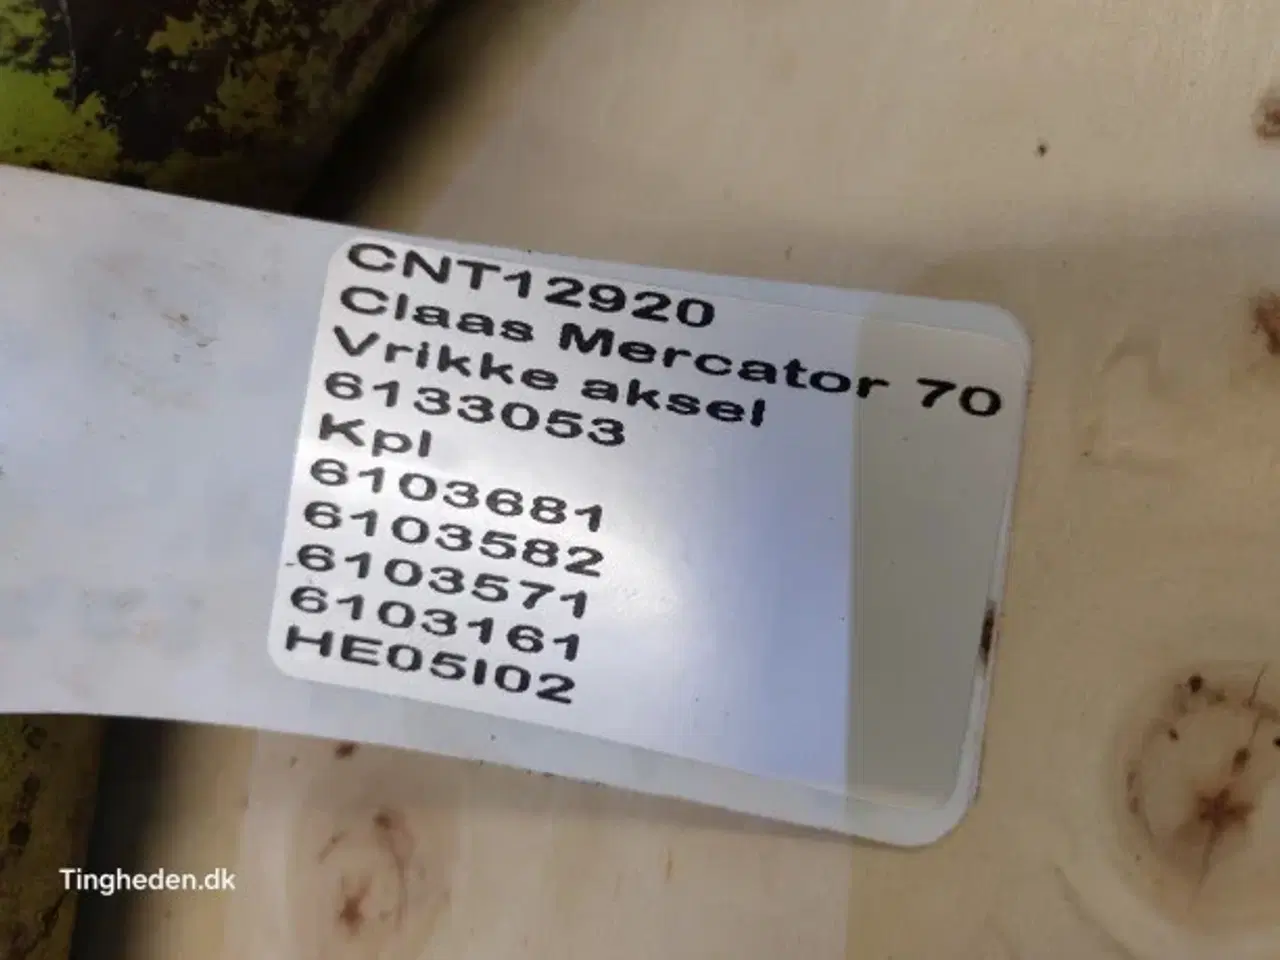 CNT12920
Claas Mercator 70
Vrikke aksel
6133053
Kpl
6103681
6103582
6103571
6103161
HE05I02
Tingheden.dk